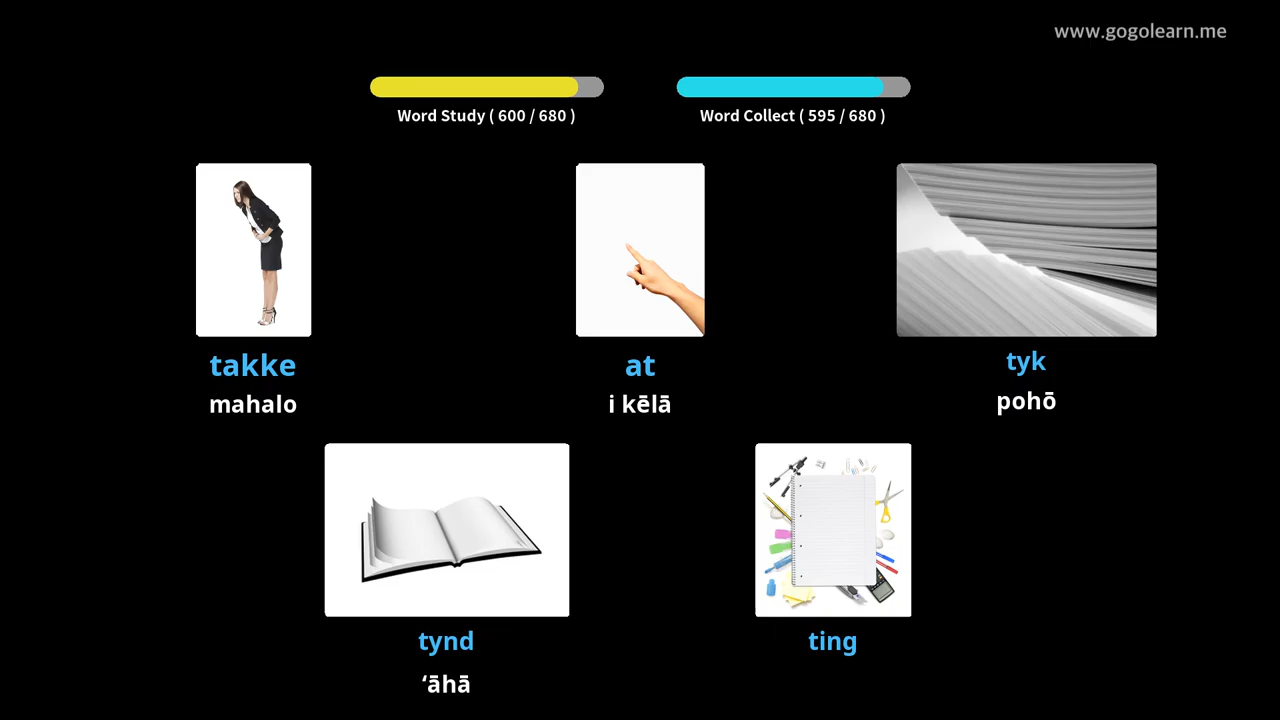 www.gogolearn.me
Word Study ( 600 / 680 )
Word Collect ( 595 / 680 )
takke
mahalo
at
i kēlā
tyk
pohō
tynd
ʻāhā
ting